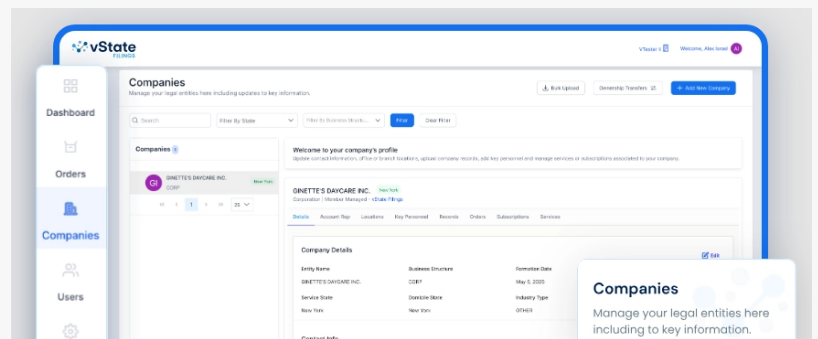 vState
FILINGS
Welcome, Alex Israel AI
Dashboard
Orders
Companies
Users
Companies
Manage your legal entities here including updates to key information.
Bulk Upload
Ownership Transfers
+ Add New Company
Search
Filter By State
Filter By Business Struct...
Filter
Clear Filter
Companies 1
GI GINETTE'S DAYCARE INC. New York
CORP
1 25
Welcome to your company's profile
Update contact information, office or branch locations, upload company records, add key personnel and manage services or subscriptions associated to your company.
GINETTE'S DAYCARE INC. New York
Corporation | Member Managed - vState Filings
Details Account Rep Locations Key Personnel Records Orders Subscriptions Services
Company Details
Edit
Entity Name Business Structure Formation Date
GINETTE'S DAYCARE INC. CORP May 5, 2020
Service State Domicile State Industry Type
New York New York OTHER
Contact Info
Companies
Manage your legal entities here
including to key information.